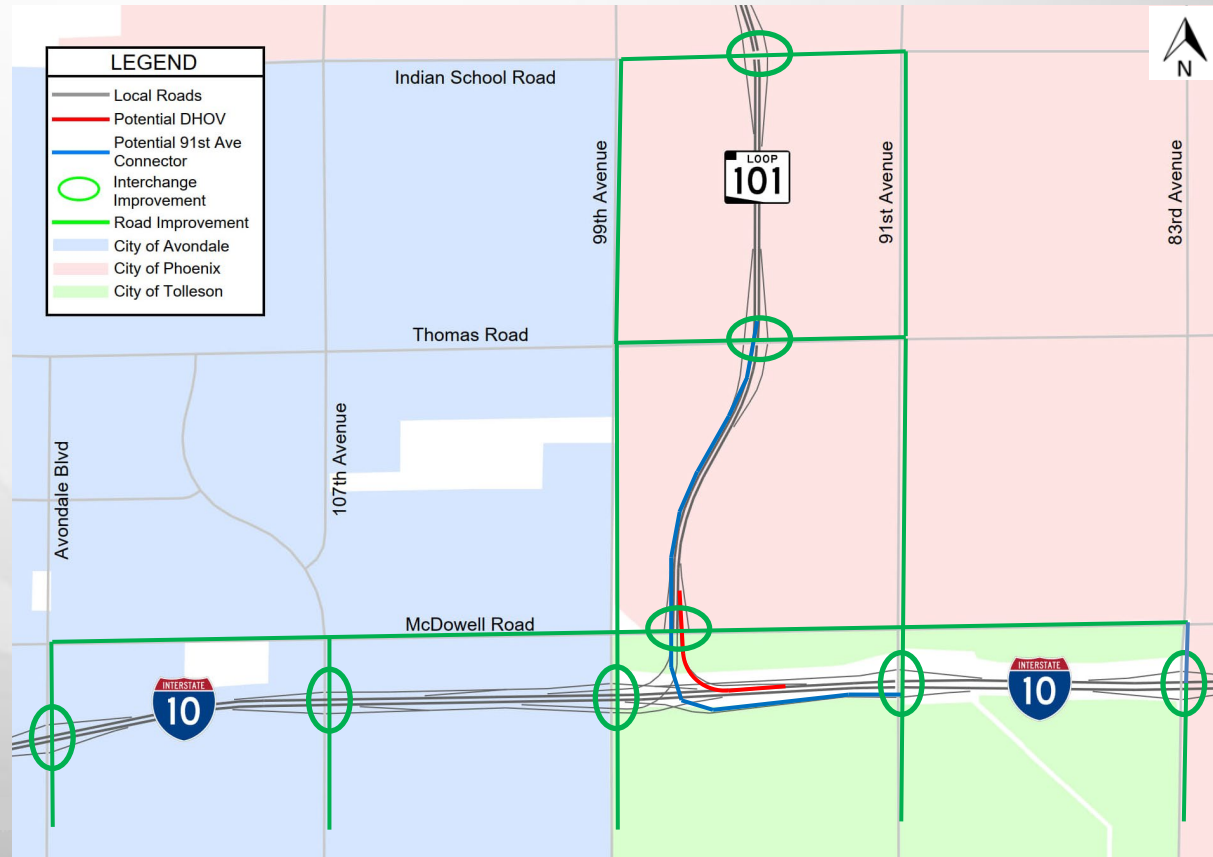 LEGEND
Local Roads
Potential DHOV
Potential 91st Ave
Connector
Interchange
Improvement
Road Improvement
City of Avondale
City of Phoenix
City of Tolleson
N
Indian School Road
99th Avenue
LOOP
101
91st Avenue
83rd Avenue
Thomas Road
Avondale Blvd
107th Avenue
McDowell Road
INTERSTATE
10
INTERSTATE
10